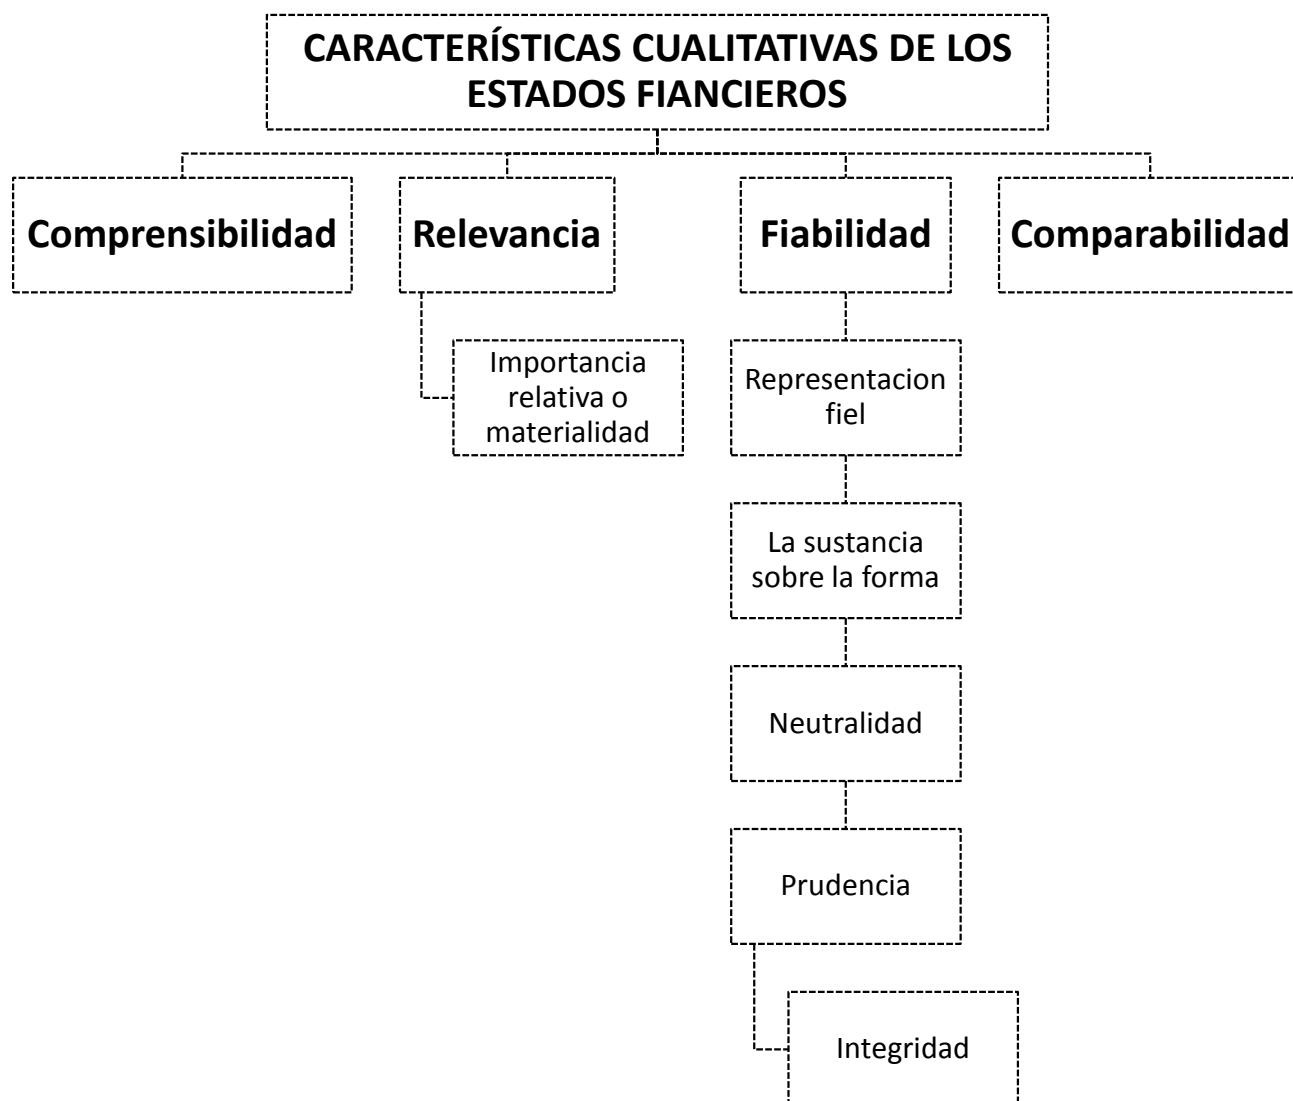 CARACTERÍSTICAS CUALITATIVAS DE LOS
ESTADOS FIANCIEROS
Comprensibilidad
Relevancia
Fiabilidad
Comparabilidad
Importancia
relativa o
materialidad
Representacion
fiel
La sustancia
sobre la forma
Neutralidad
Prudencia
Integridad